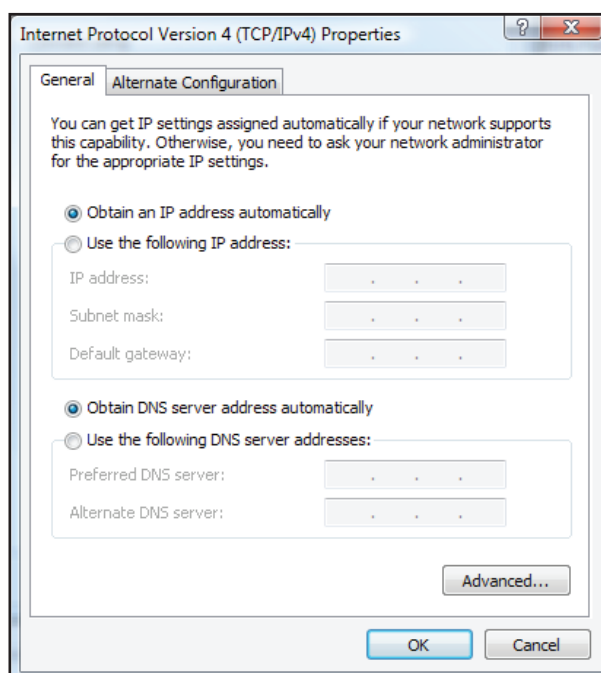 Internet Protocol Version 4 (TCP/IPv4) Properties
General
Alternate Configuration
You can get IP settings assigned automatically if your network supports
this capability. Otherwise, you need to ask your network administrator
for the appropriate IP settings.
Obtain an IP address automatically
Use the following IP address:
IP address:
Subnet mask:
Default gateway:
Obtain DNS server address automatically
Use the following DNS server addresses:
Preferred DNS server:
Alternate DNS server:
Advanced...
OK
Cancel